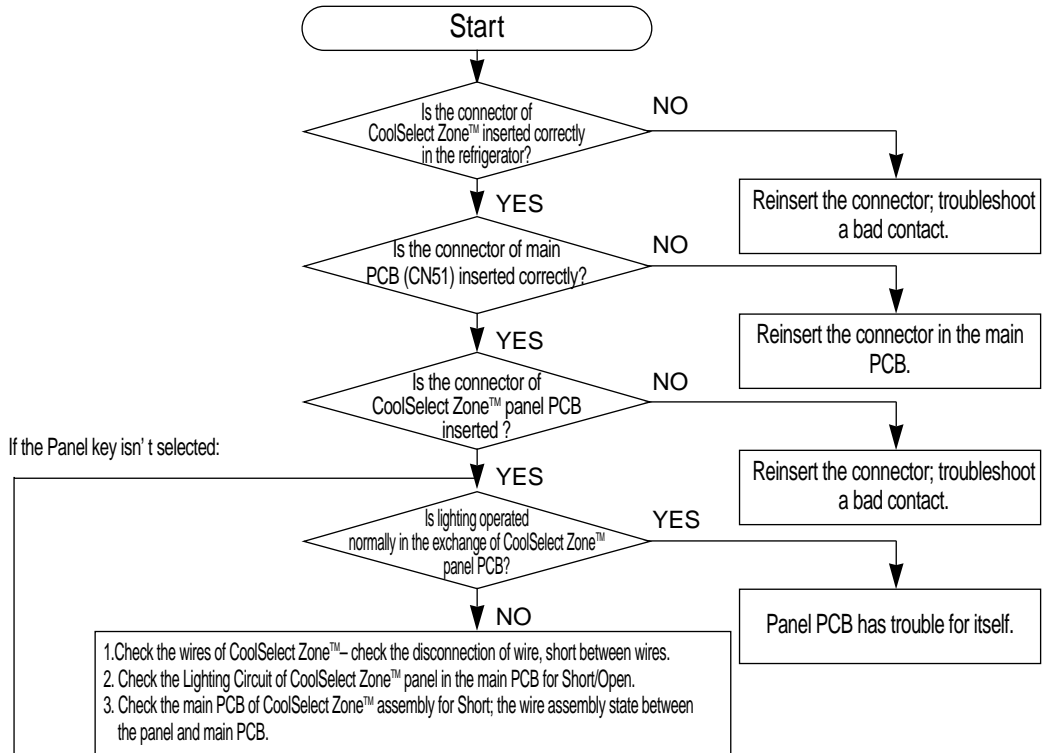 Start
Is the connector of
CoolSelect Zone™ inserted correctly
in the refrigerator?
NO
Reinsert the connector; troubleshoot
a bad contact.
YES
Is the connector of main
PCB (CN51) inserted correctly?
NO
Reinsert the connector in the main
PCB.
YES
Is the connector of
CoolSelect Zone™ panel PCB
inserted ?
NO
Reinsert the connector; troubleshoot
a bad contact.
If the Panel key isn' t selected:
YES
Is lighting operated
normally in the exchange of CoolSelect Zone™
panel PCB?
YES
Panel PCB has trouble for itself.
NO
1.Check the wires of CoolSelect Zone™– check the disconnection of wire, short between wires.
2. Check the Lighting Circuit of CoolSelect Zone™ panel in the main PCB for Short/Open.
3. Check the main PCB of CoolSelect Zone™ assembly for Short; the wire assembly state between
the panel and main PCB.